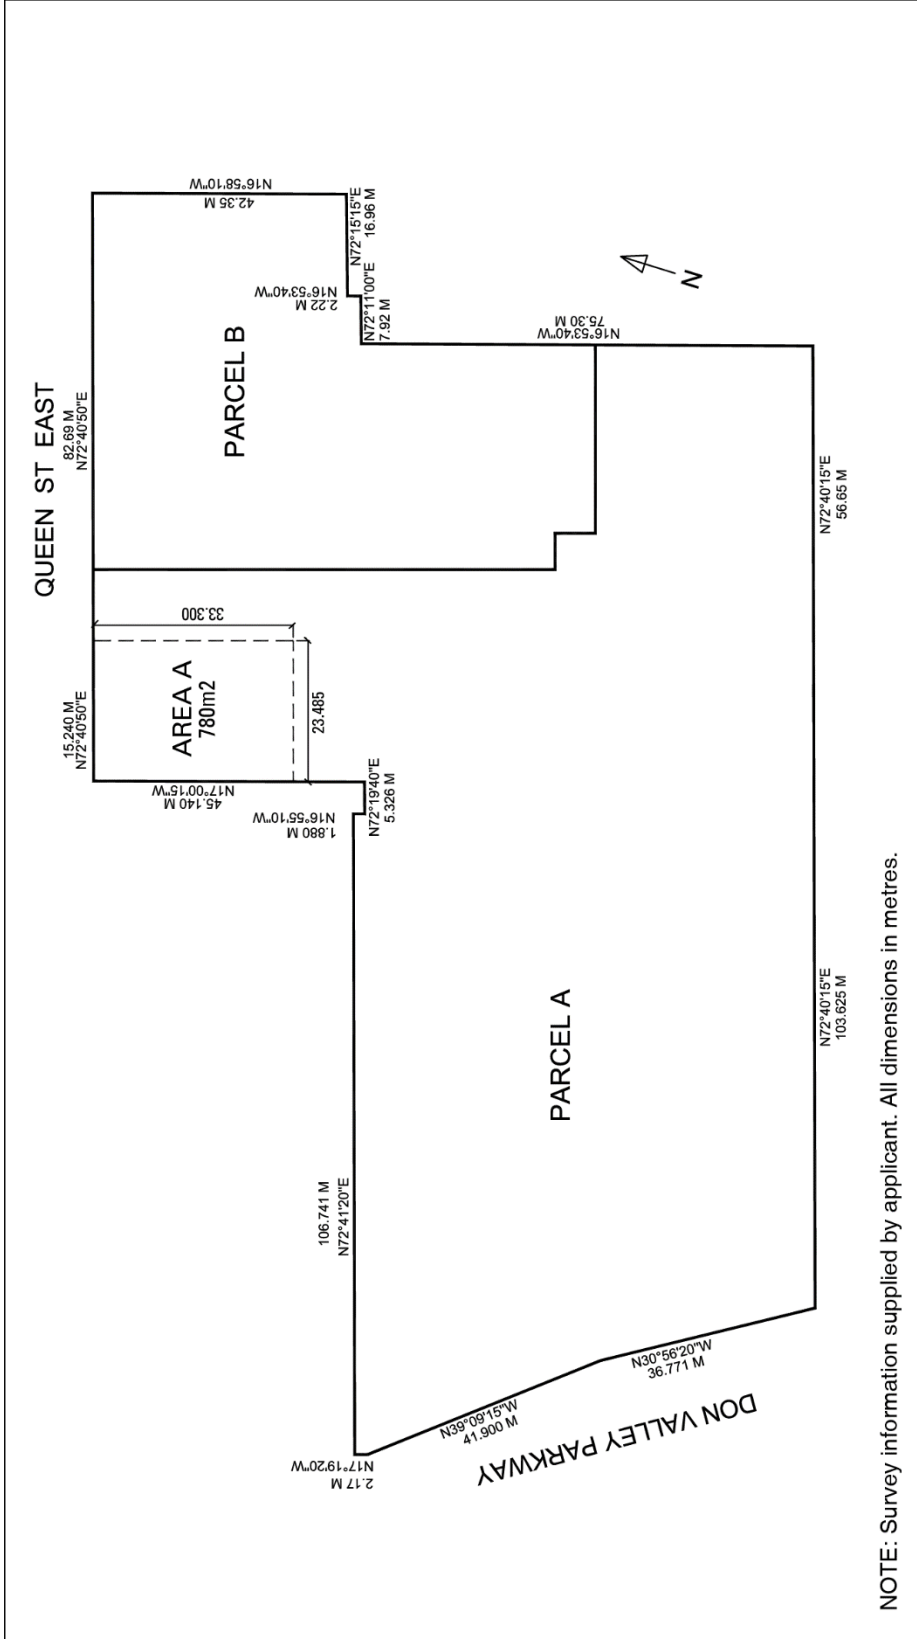 QUEEN ST EAST
15.240 M
N72°40'50"E
82.69 M
N72°40'50"E
AREA A
780m2
33.300
23.485
PARCEL B
N16°58'10"W
42.35 M
N72°15'15"E
16.96 M
N16°53'40"W
2.22 M
N72°11'00"E
7.92 M
N17°00'15"W
45.140 M
N72°19'40"E
5.326 M
N16°55'10"W
1.880 M
106.741 M
N72°41'20"E
N17°19'20"W
2.17 M
N39°09'15"W
41.900 M
N30°56'20"W
36.771 M
DON VALLEY PARKWAY
PARCEL A
N16°53'40"W
75.30 M
N
N72°40'15"E
103.625 M
N72°40'15"E
56.65 M
NOTE: Survey information supplied by applicant. All dimensions in metres.